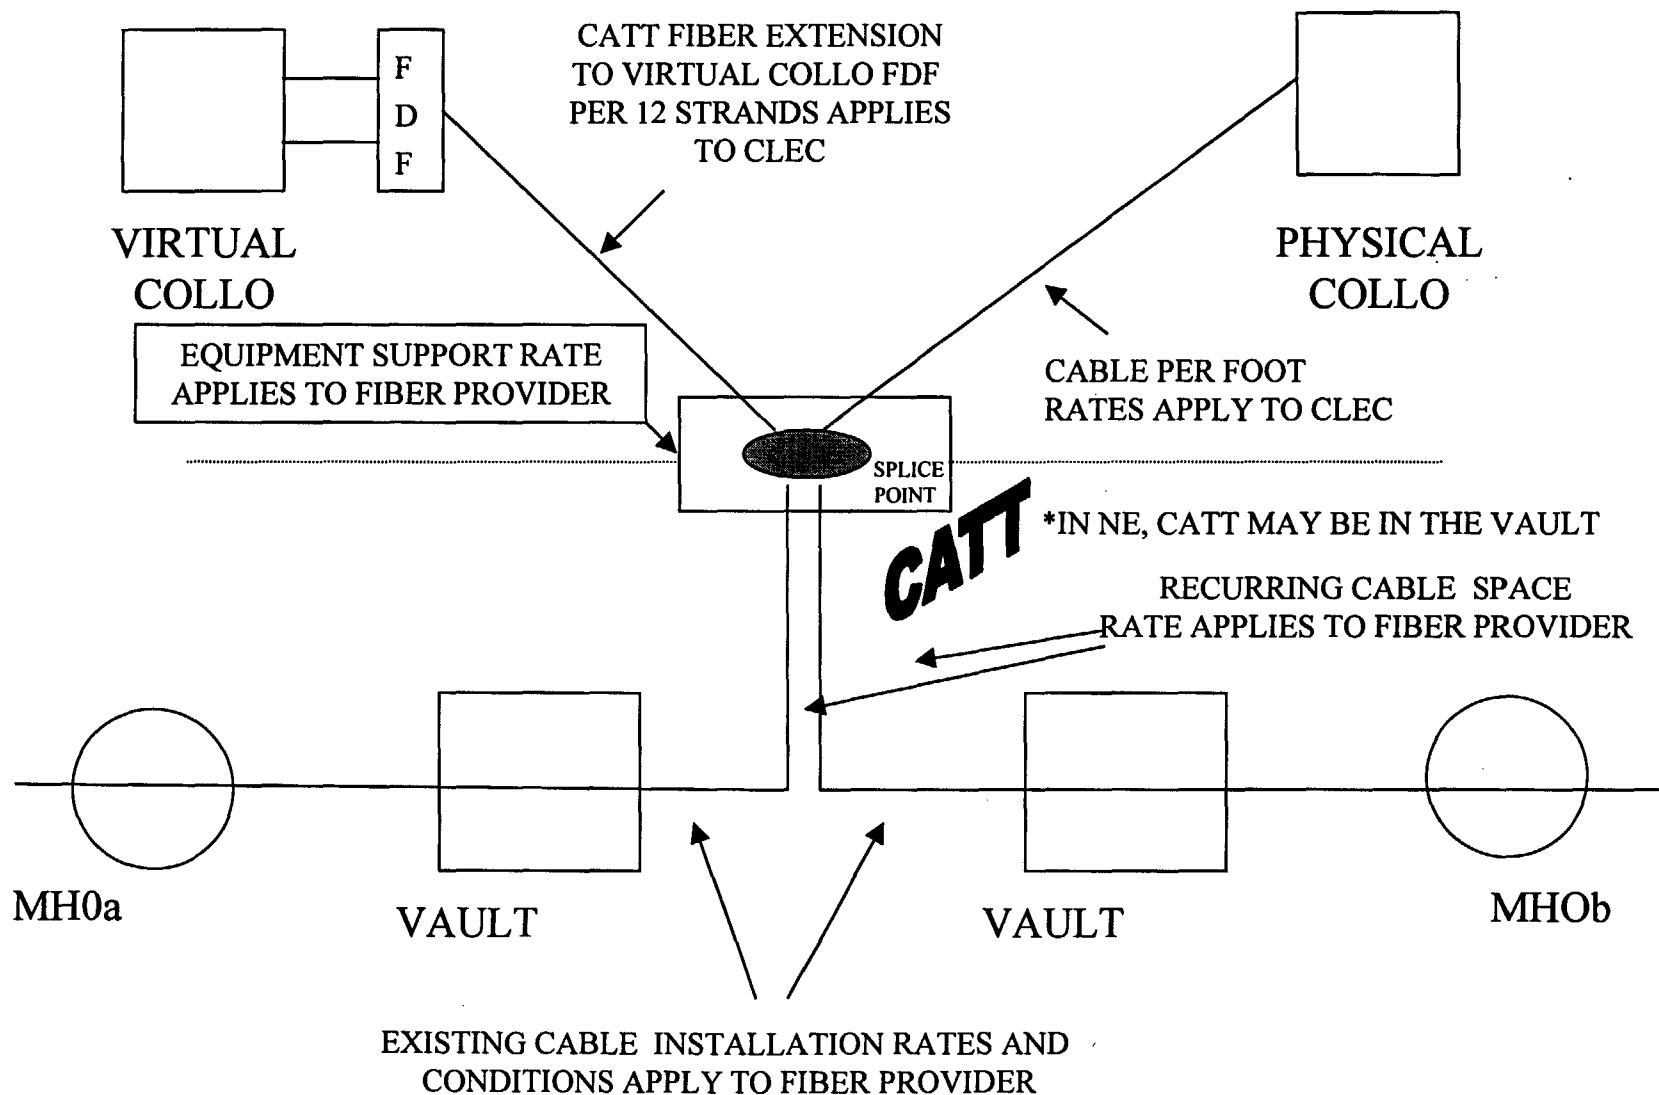 CATT FIBER EXTENSION
TO VIRTUAL COLLO FDF
PER 12 STRANDS APPLIES
TO CLEC
F
D
F
VIRTUAL
COLLO
PHYSICAL
COLLO
EQUIPMENT SUPPORT RATE
APPLIES TO FIBER PROVIDER
CABLE PER FOOT
RATES APPLY TO CLEC
SPLICE
POINT
CATT
*IN NE, CATT MAY BE IN THE VAULT
RECURRING CABLE SPACE
RATE APPLIES TO FIBER PROVIDER
MH0a
VAULT
VAULT
MHOb
EXISTING CABLE INSTALLATION RATES AND
CONDITIONS APPLY TO FIBER PROVIDER